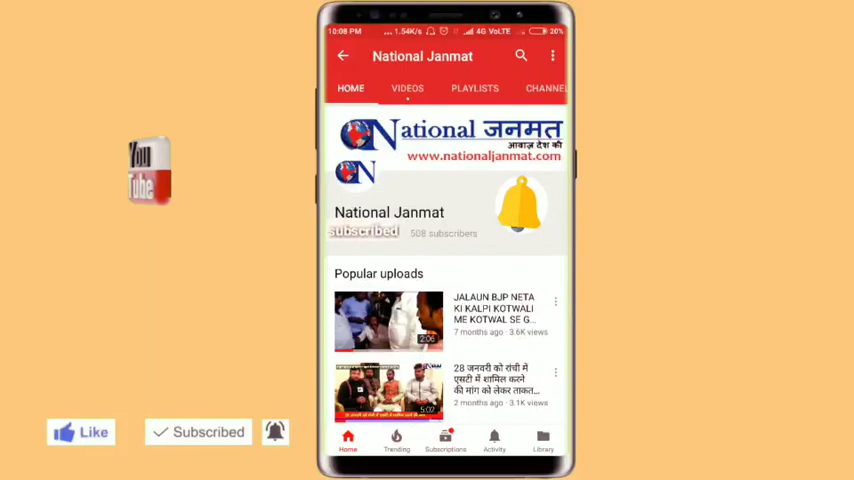 10:08 PM ... 1.54K/s 4G VoLTE 20%
National Janmat
HOME VIDEOS PLAYLISTS CHANNEL
National जनमत
आवाज़ देश की
www.nationaljanmat.com
N
National Janmat
subscribed 508 subscribers
Popular uploads
JALAUN BJP NETA
KI KALPI KOTWALI
ME KOTWAL SE G...
7 months ago · 3.6K views
2:06
28 जनवरी को रांची में
एसटी में शामिल करने
की मांग को लेकर ताकत...
2 months ago · 3.1K views
5:02
Home Trending Subscriptions Activity Library
You
Tube
Like
Subscribed